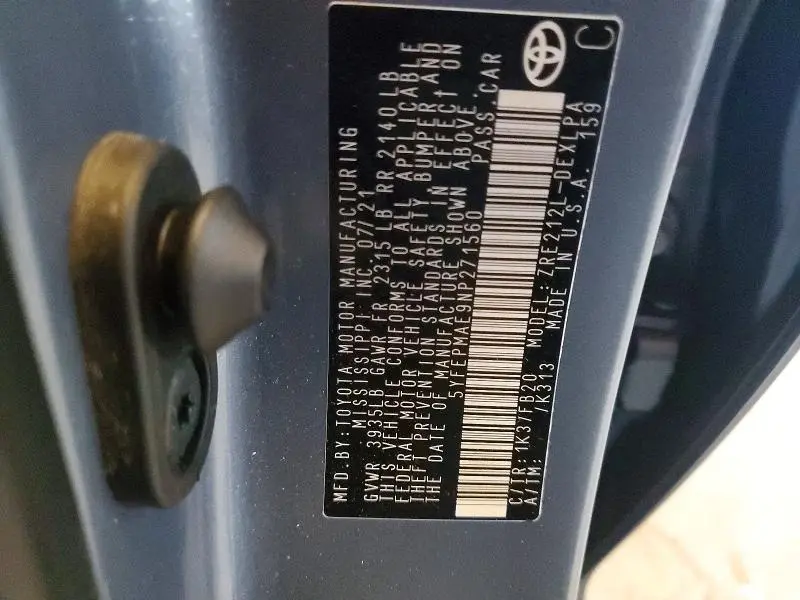 MFD.BY:TOYOTA MOTOR MANUFACTURING
MISSISSIPPI INC. 07/21
GVWR 3935LB GAWR FR 2315 LB RR 2140 LB
THIS VEHICLE CONFORMS TO ALL APPLICABLE
FEDERAL MOTOR VEHICLE SAFETY, BUMPER, AND
THEFT PREVENTION STANDARDS IN EFFECT ON
THE DATE OF MANUFACTURE SHOWN ABOVE.
5YFEPMAE9NP271560 PASS.CAR
C/TR: 1K37FB20 MODEL: ZRE212L-DEXLPA
A/TM: /K313 MADE IN U.S.A. 159
C